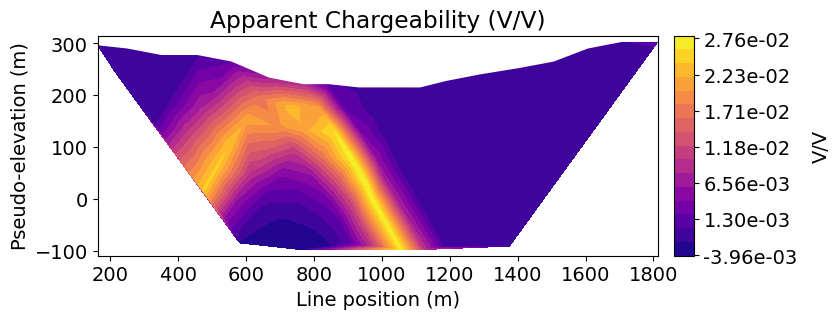 Apparent Chargeability (V/V)
Pseudo-elevation (m)
300
200
100
0
−100
200 400 600 800 1000 1200 1400 1600 1800
Line position (m)
2.76e-02
2.23e-02
1.71e-02
1.18e-02
6.56e-03
1.30e-03
-3.96e-03
V/V